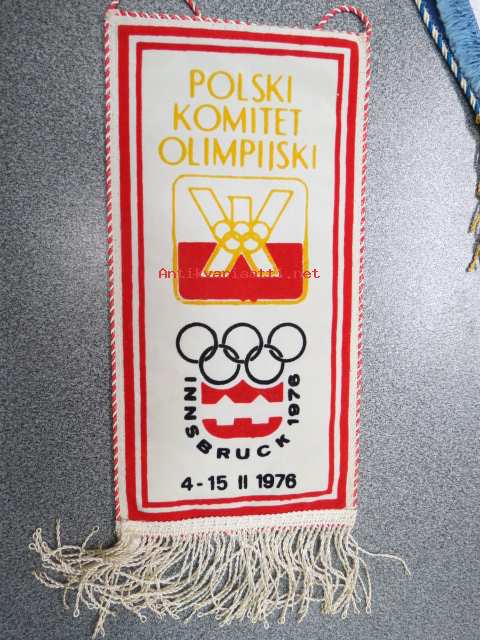 POLSKI
KOMITET
OLIMPIJSKI
Antikvariaatti.net
INNSBRUCK 1976
4-15 II 1976